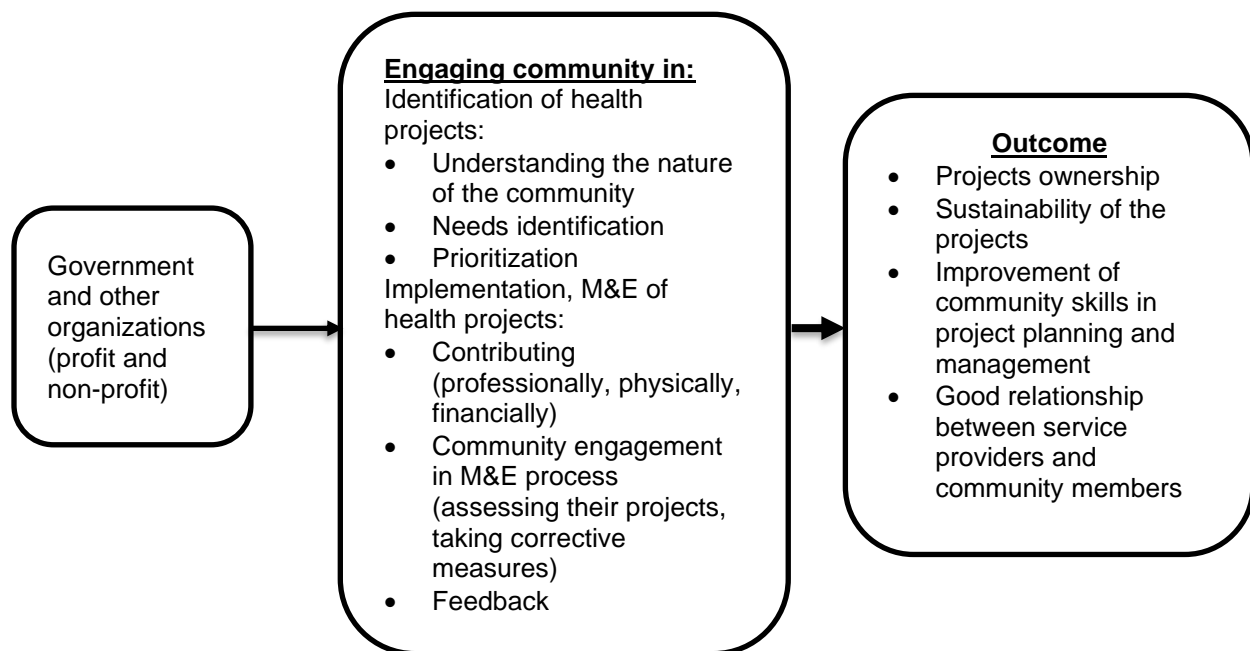 Government
and other
organizations
(profit and
non-profit)
Engaging community in:
Identification of health
projects:
• Understanding the nature
of the community
• Needs identification
• Prioritization
Implementation, M&E of
health projects:
• Contributing
(professionally, physically,
financially)
• Community engagement
in M&E process
(assessing their projects,
taking corrective
measures)
• Feedback
Outcome
• Projects ownership
• Sustainability of the
projects
• Improvement of
community skills in
project planning and
management
• Good relationship
between service
providers and
community members